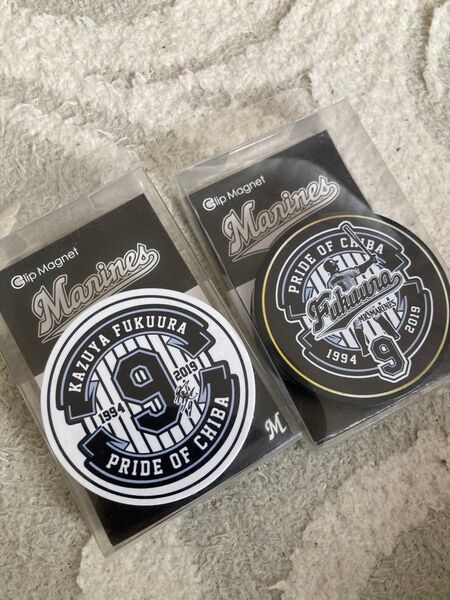 Clip Magnet
Marines
KAZUYA FUKUURA
1994
9
2019
PRIDE OF CHIBA
M
Clip Magnet
Marines
PRIDE OF CHIBA
Fukuura
MARINES
1994
2019
9